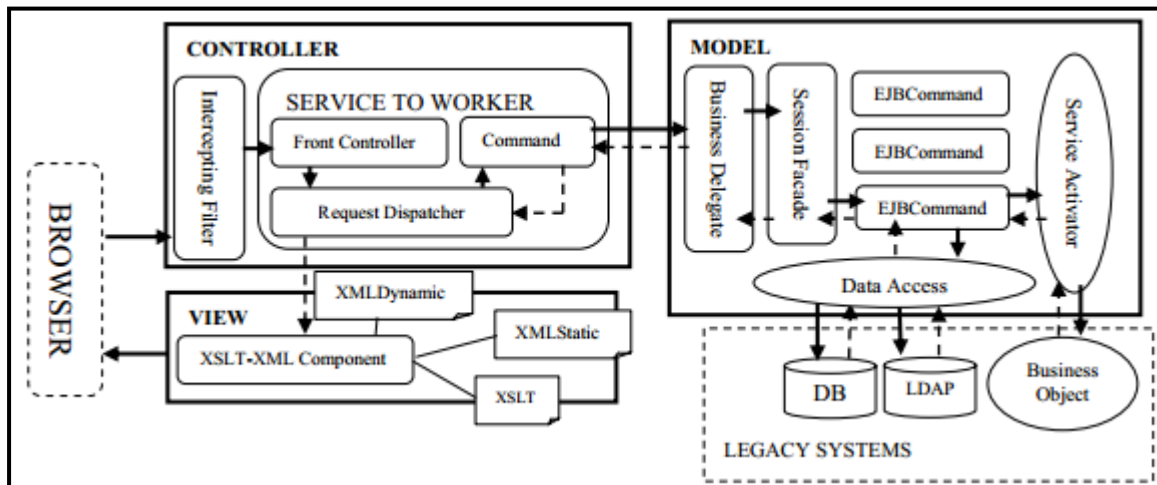 CONTROLLER
SERVICE TO WORKER
Intercepting Filter
Front Controller
Command
Request Dispatcher
BROWSER
VIEW
XMLDynamic
XSLT-XML Component
XMLStatic
XSLT
MODEL
Business Delegate
Session Facade
EJBCommand
EJBCommand
EJBCommand
Service Activator
Data Access
DB
LDAP
Business
Object
LEGACY SYSTEMS